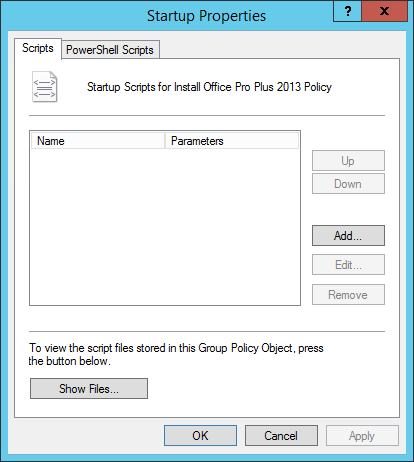 Startup Properties
?
x
Scripts
PowerShell Scripts
Startup Scripts for Install Office Pro Plus 2013 Policy
Name
Parameters
Up
Down
Add...
Edit...
Remove
To view the script files stored in this Group Policy Object, press
the button below.
Show Files...
OK
Cancel
Apply